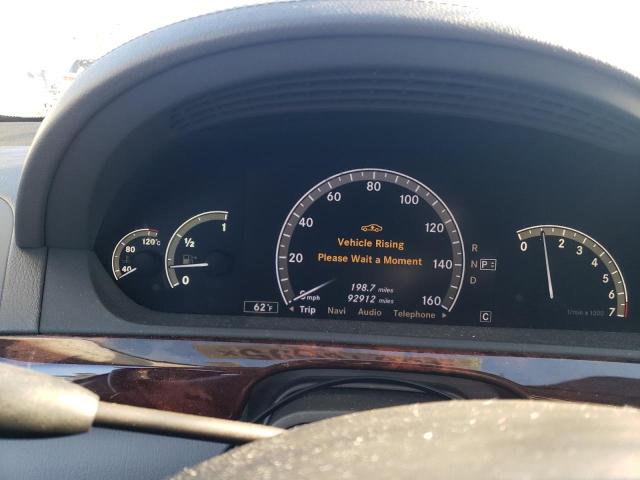 80
60
100
40
120
20
140
0 mph
160
Vehicle Rising
Please Wait a Moment
198.7 miles
92912 miles
Trip Navi Audio Telephone
120°C
80
40
1
½
0
62°F
R
N P
D
C
0 1 2 3 4 5 6 7
1/min x 1000